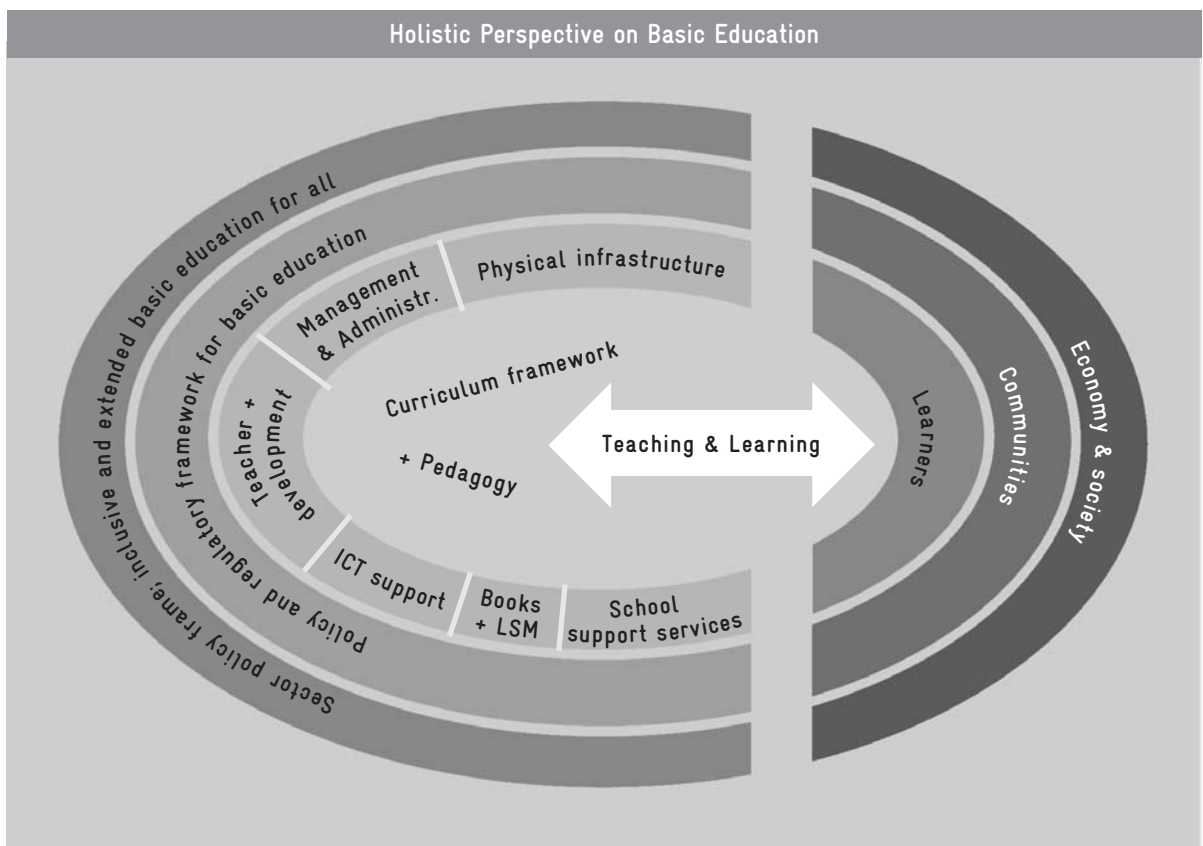 Holistic Perspective on Basic Education
Sector policy frame; inclusive and extended basic education for all
Policy and regulatory framework for basic education
Management
& Administr.
Physical infrastructure
Teacher +
development
ICT support
Books
+ LSM
School
support services
Curriculum framework
+ Pedagogy
Teaching & Learning
Learners
Communities
Economy & society